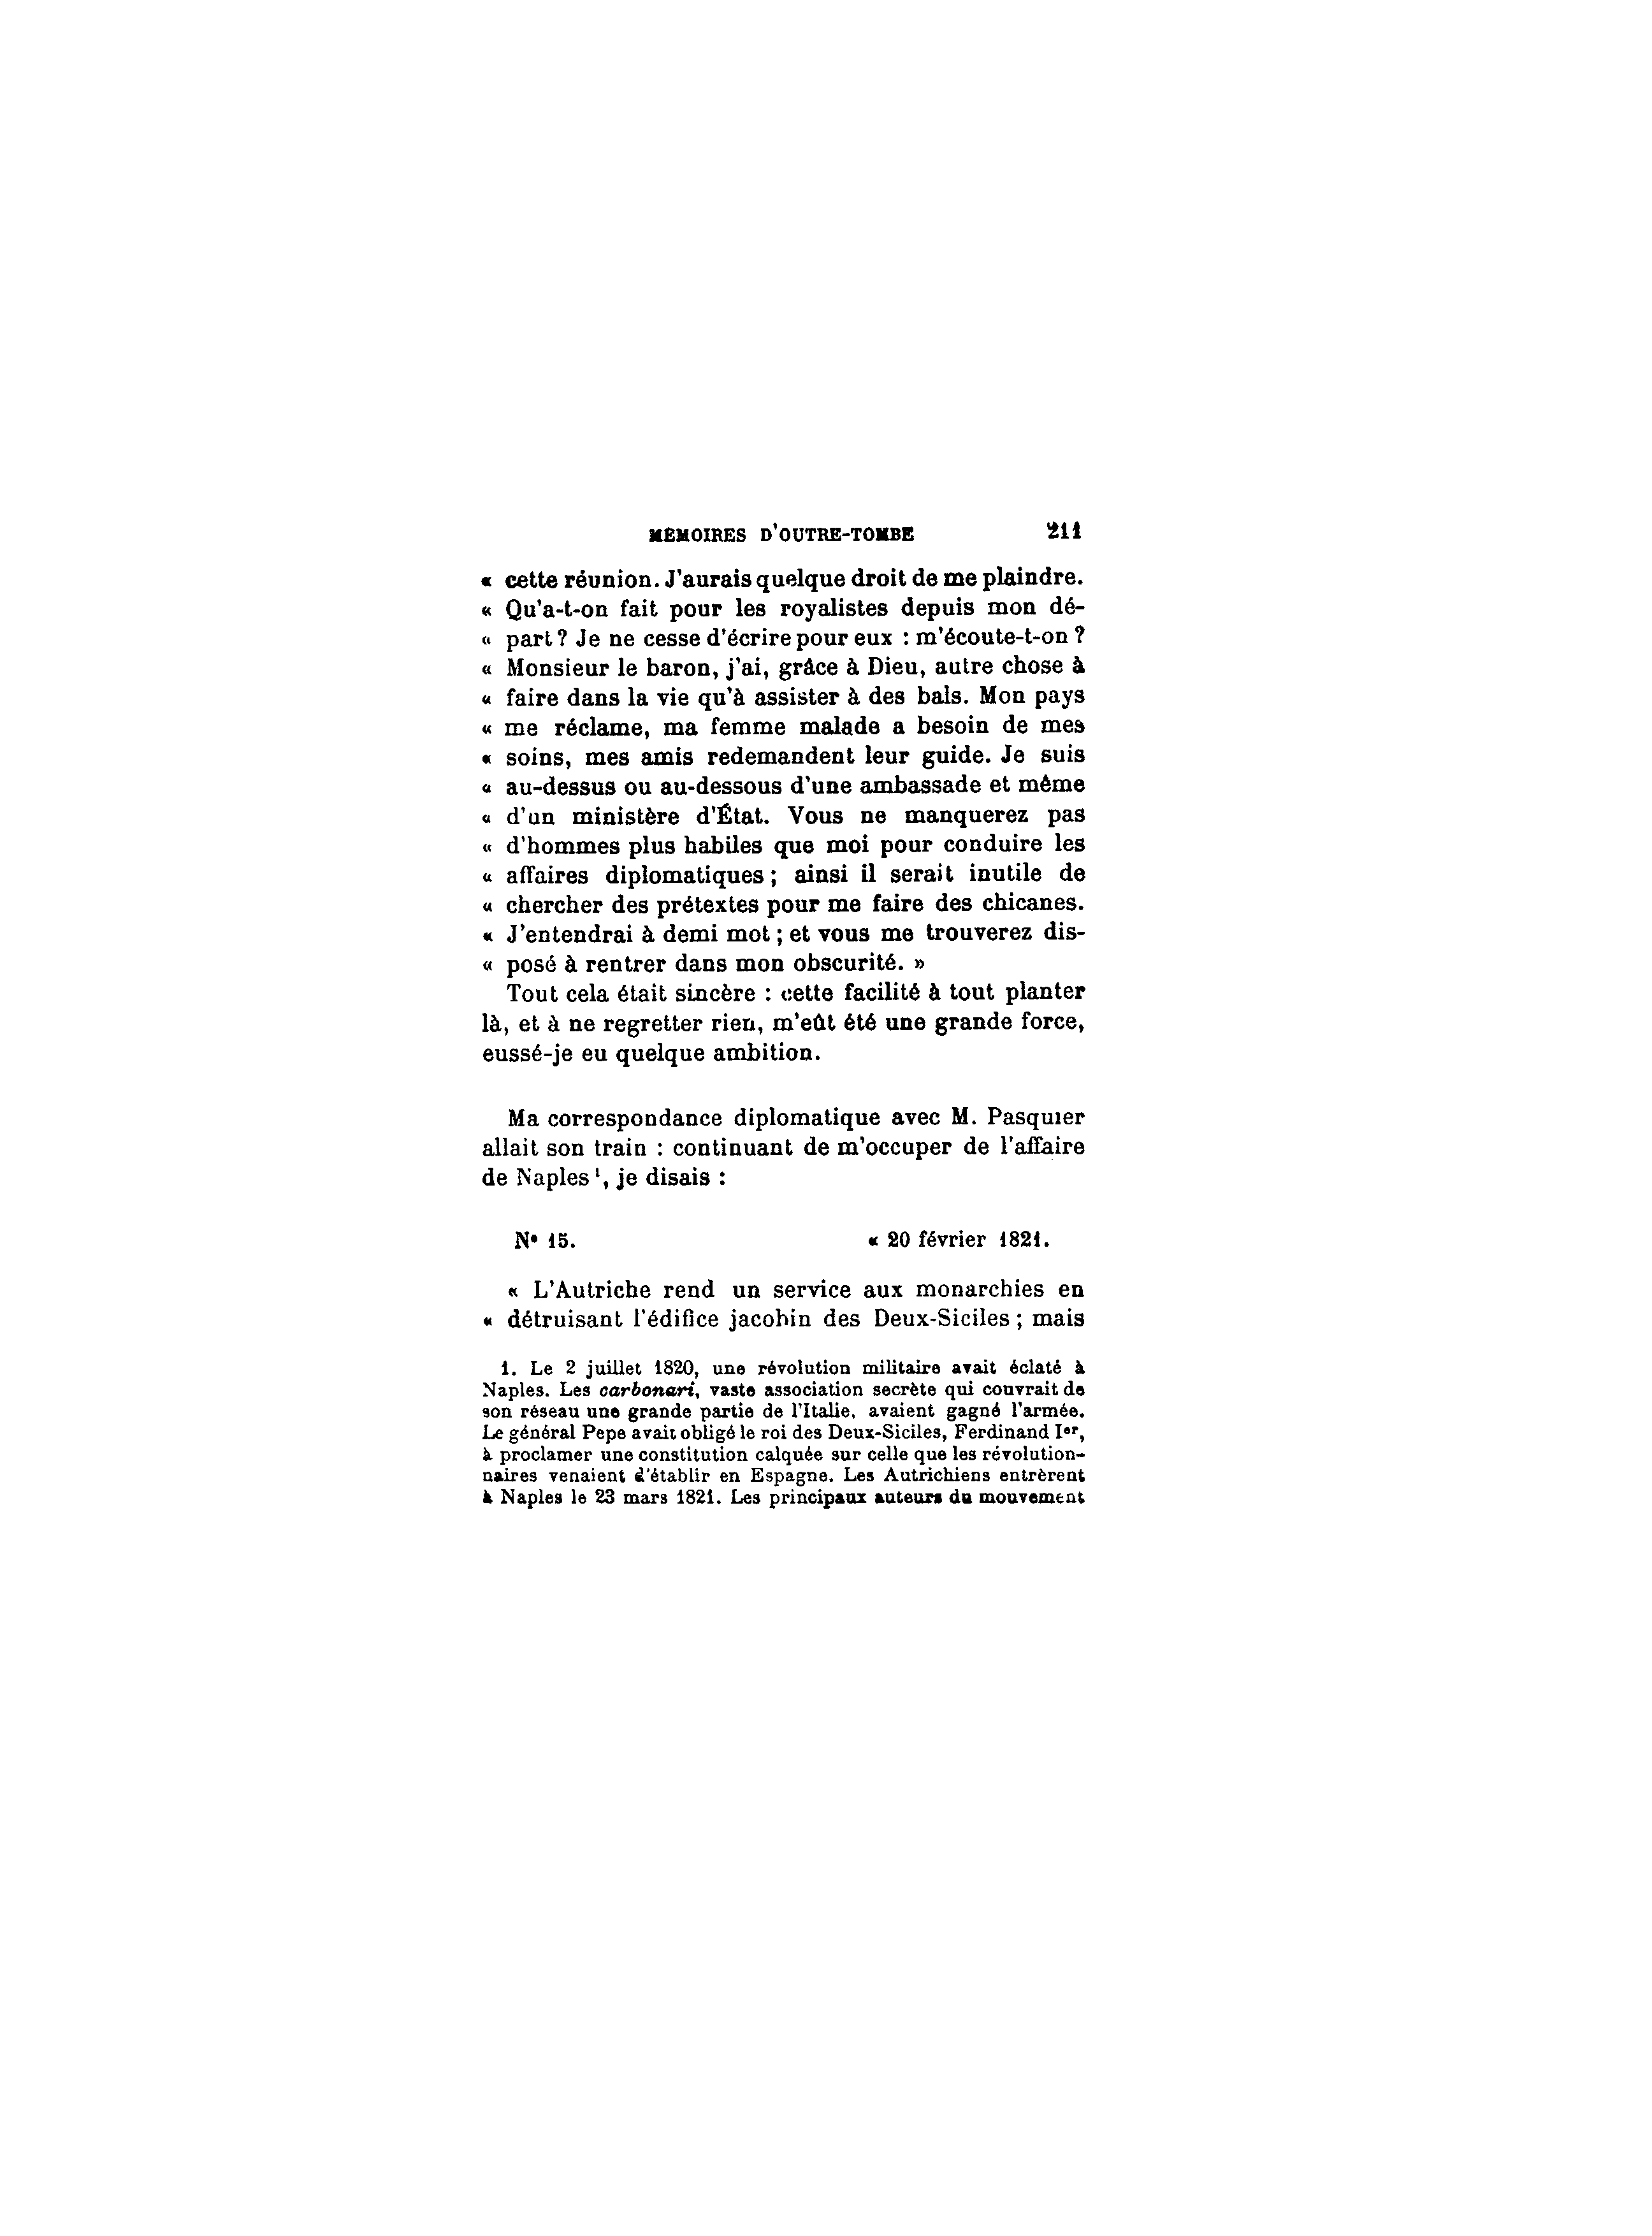 MÉMOIRES D'OUTRE-TOMBE 211
« cette réunion. J'aurais quelque droit de me plaindre.
« Qu'a-t-on fait pour les royalistes depuis mon dé-
« part ? Je ne cesse d'écrire pour eux : m'écoute-t-on ?
« Monsieur le baron, j'ai, grâce à Dieu, autre chose à
« faire dans la vie qu'à assister à des bals. Mon pays
« me réclame, ma femme malade a besoin de mes
« soins, mes amis redemandent leur guide. Je suis
« au-dessus ou au-dessous d'une ambassade et même
« d'un ministère d'État. Vous ne manquerez pas
« d'hommes plus habiles que moi pour conduire les
« affaires diplomatiques ; ainsi il serait inutile de
« chercher des prétextes pour me faire des chicanes.
« J'entendrai à demi mot ; et vous me trouverez dis-
« posé à rentrer dans mon obscurité. »
Tout cela était sincère : cette facilité à tout planter
là, et à ne regretter rien, m'eût été une grande force,
eussé-je eu quelque ambition.
Ma correspondance diplomatique avec M. Pasquier
allait son train : continuant de m'occuper de l'affaire
de Naples ¹, je disais :
N° 15. « 20 février 1821.
« L'Autriche rend un service aux monarchies en
« détruisant l'édifice jacobin des Deux-Siciles ; mais
1. Le 2 juillet 1820, une révolution militaire avait éclaté à
Naples. Les carbonari, vaste association secrète qui couvrait de
son réseau une grande partie de l'Italie, avaient gagné l'armée.
Le général Pepe avait obligé le roi des Deux-Siciles, Ferdinand Ier,
à proclamer une constitution calquée sur celle que les révolution-
naires venaient d'établir en Espagne. Les Autrichiens entrèrent
à Naples le 23 mars 1821. Les principaux auteurs du mouvement